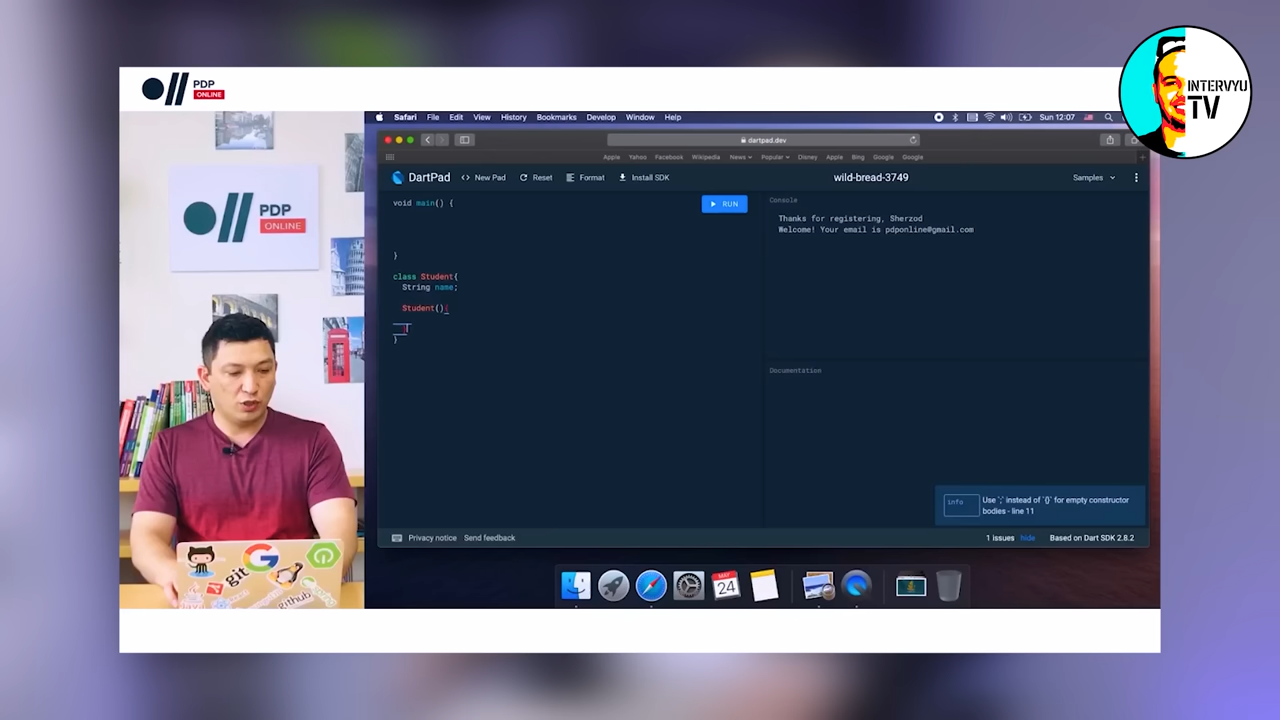 PDP
ONLINE
INTERVYU
TV
PDP
ONLINE
Safari File Edit View History Bookmarks Develop Window Help
Sun 12:07
dartpad.dev
Apple Yahoo Facebook Wikipedia News Popular Disney Apple Bing Google Google
DartPad
<> New Pad
Reset
Format
Install SDK
wild-bread-3749
Samples
void main() {
}
class Student{
String name;
Student(){
}
RUN
Console
Thanks for registering, Sherzod
Welcome! Your email is pdponline@gmail.com
Documentation
info
Use `;` instead of `{}` for empty constructor
bodies - line 11
Privacy notice
Send feedback
1 issues
hide
Based on Dart SDK 2.8.2
24
git
github